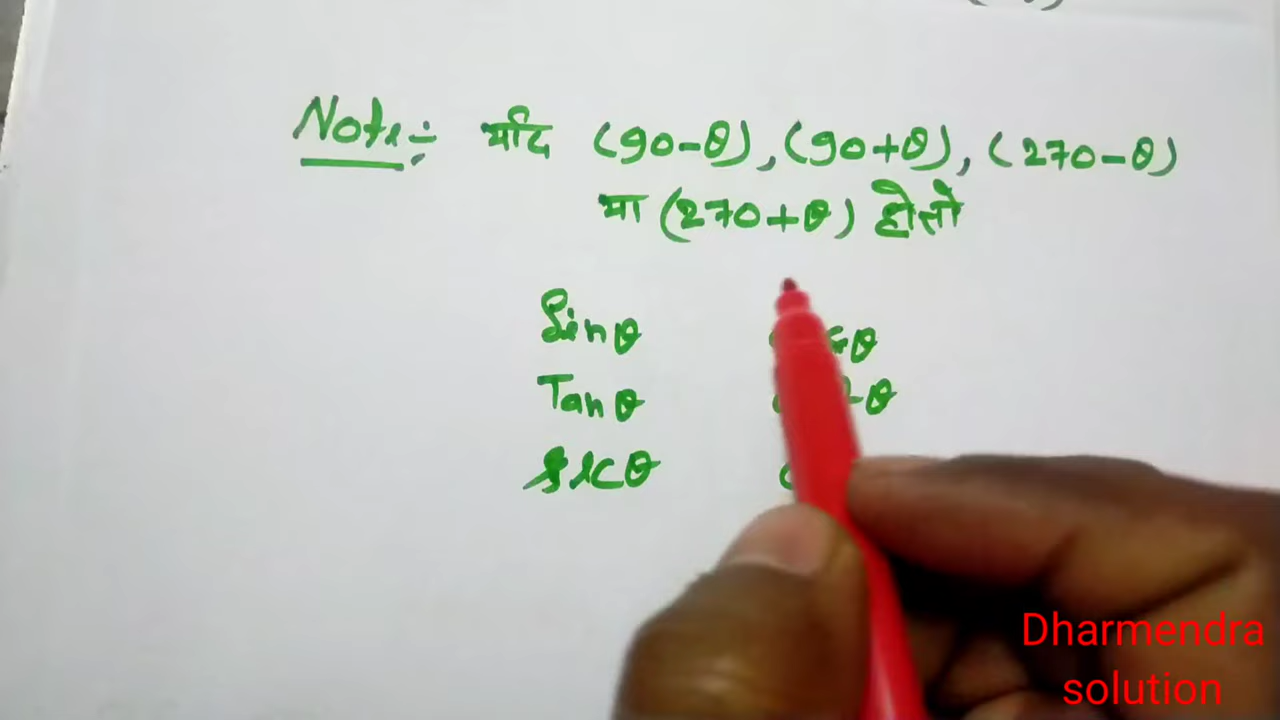 Note:- यदि (90-θ), (90+θ), (270-θ)
या (270+θ) हो तो
Sinθ
Tanθ
secθ
Dharmendra
solution